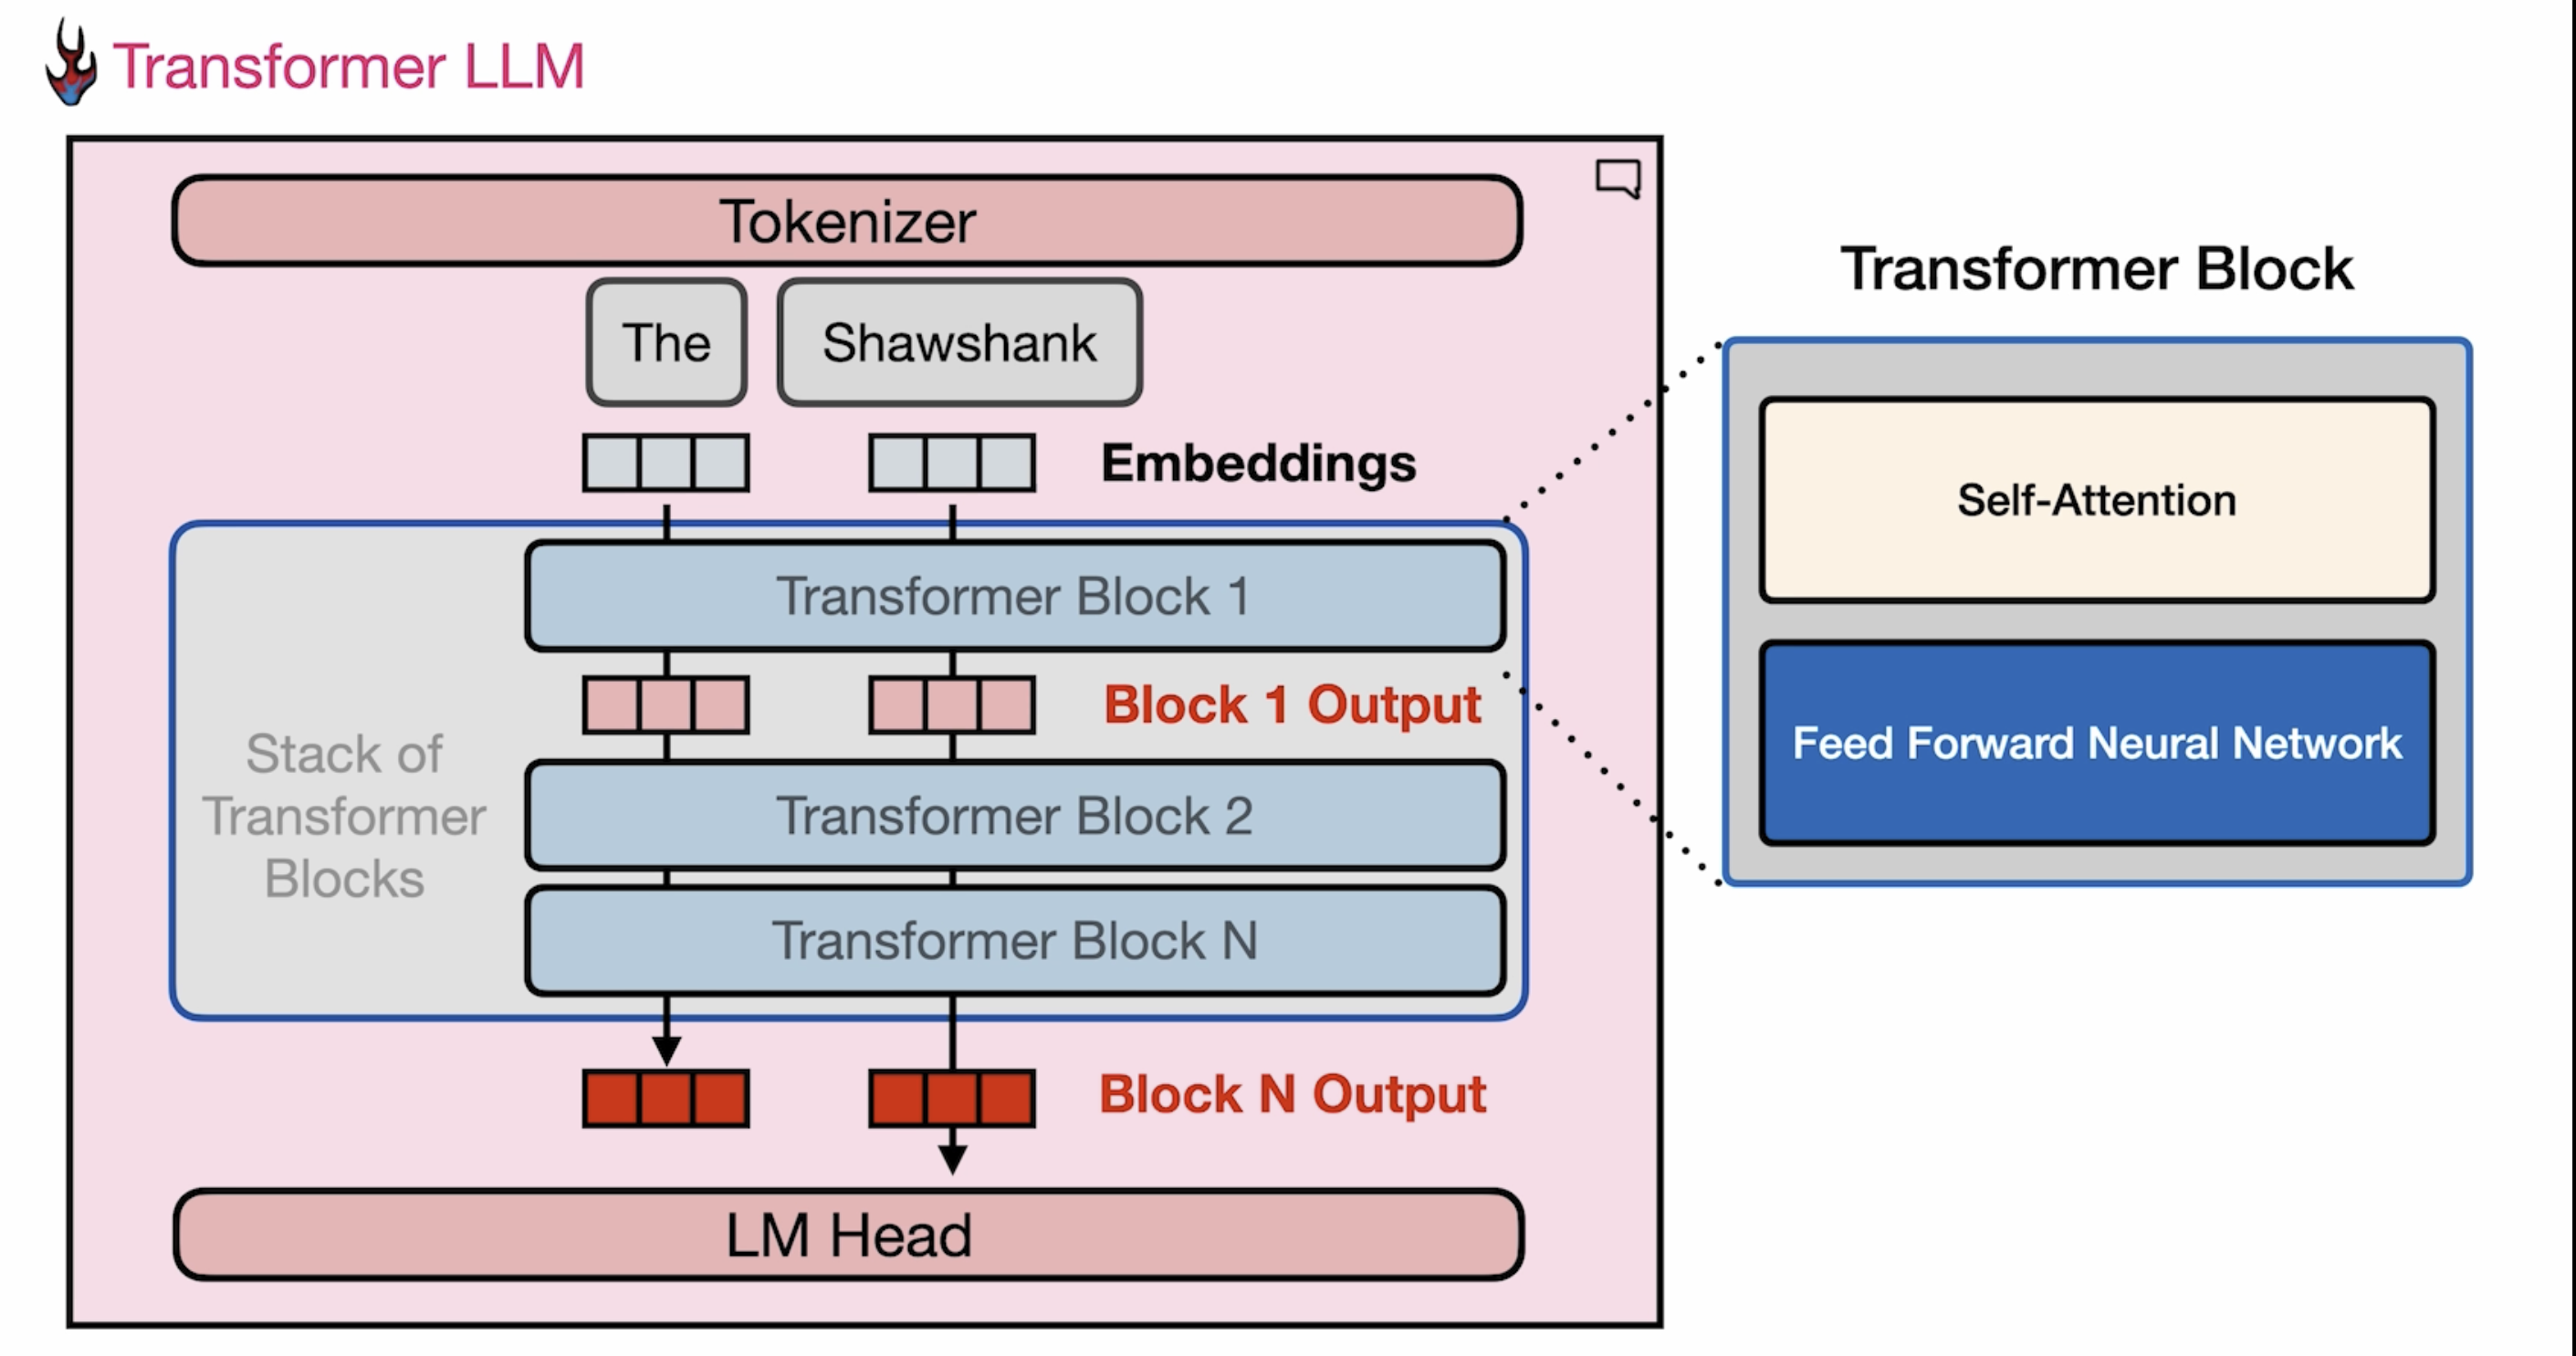 Transformer LLM
Tokenizer
The
Shawshank
Embeddings
Transformer Block 1
Block 1 Output
Stack of
Transformer
Blocks
Transformer Block 2
Transformer Block N
Block N Output
LM Head
Transformer Block
Self-Attention
Feed Forward Neural Network